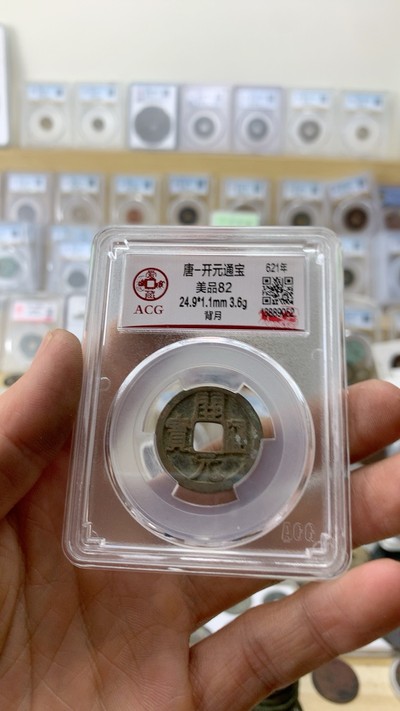 唐-开元通宝
621年
美品82
24.9*1.1mm 3.6g
背月
ACG
開
通
元
寶